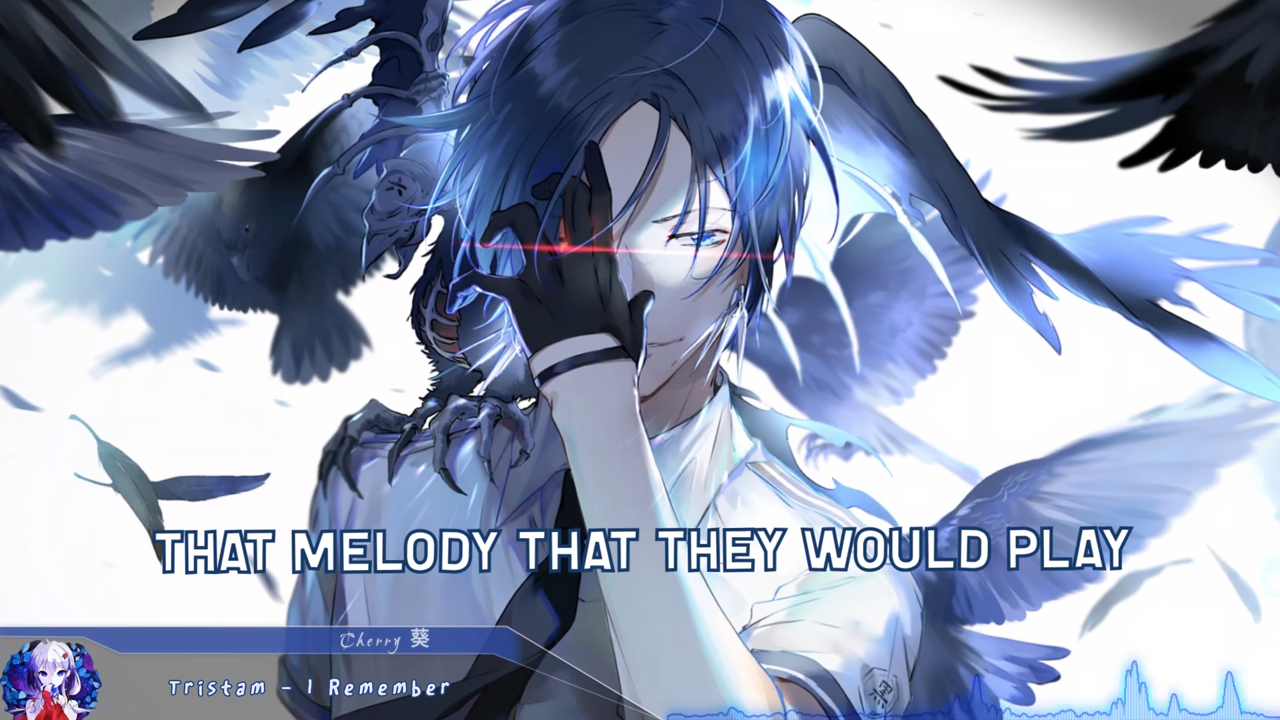 THAT MELODY THAT THEY WOULD PLAY
Cherry 葵
Tristam - I Remember